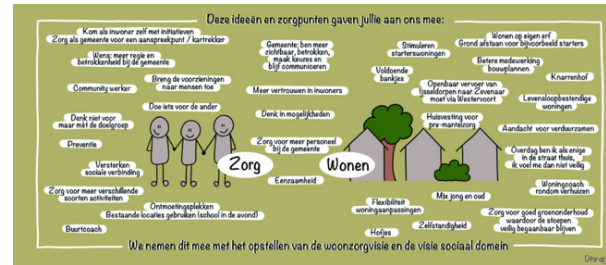 Deze ideeën en zorgpunten gaven jullie aan ons mee:
Kom als inwoner zelf met initiatieven
Zorg als gemeente voor een aanspreekpunt / kartrekker
Wens: meer regie en
betrokkenheid bij de gemeente
Community werker
Breng de voorzieningen
naar mensen toe
Doe iets voor de ander
Denk niet voor
maar mét de doelgroep
Preventie
Versterken
sociale verbinding
Zorg voor meer verschillende
soorten activiteiten
Buurtcoach
Ontmoetingsplekken
Bestaande locaties gebruiken (school in de avond)
Gemeente: ben meer
zichtbaar, betrokken,
maak keuzes en
blijf communiceren
Meer vertrouwen in inwoners
Denk in mogelijkheden
Zorg voor meer personeel
bij de gemeente
Zorg
Wonen
Eenzaamheid
Stimuleren
starterswoningen
Voldoende
bankjes
Openbaar vervoer van
Ijsseldorpen naar Zevenaar
moet via Westervoort
Huisvesting voor
pre-mantelzorg
Wonen op eigen erf
Grond afstaan voor bijvoorbeeld starters
Betere medewerking
bouwplannen
Knarrenhof
Levensloopbestendige
woningen
Aandacht voor verduurzamen
Overdag ben ik als enige
in de straat thuis,
ik voel me dan niet veilig
Woningcoach
rondom verhuizen
Mix jong en oud
Flexibiliteit
woningaanpassingen
Hofjes
Zelfstandigheid
Zorg voor goed groenonderhoud
waardoor de stoepen
veilig begaanbaar blijven
We nemen dit mee met het opstellen van de woonzorgvisie en de visie sociaal domein